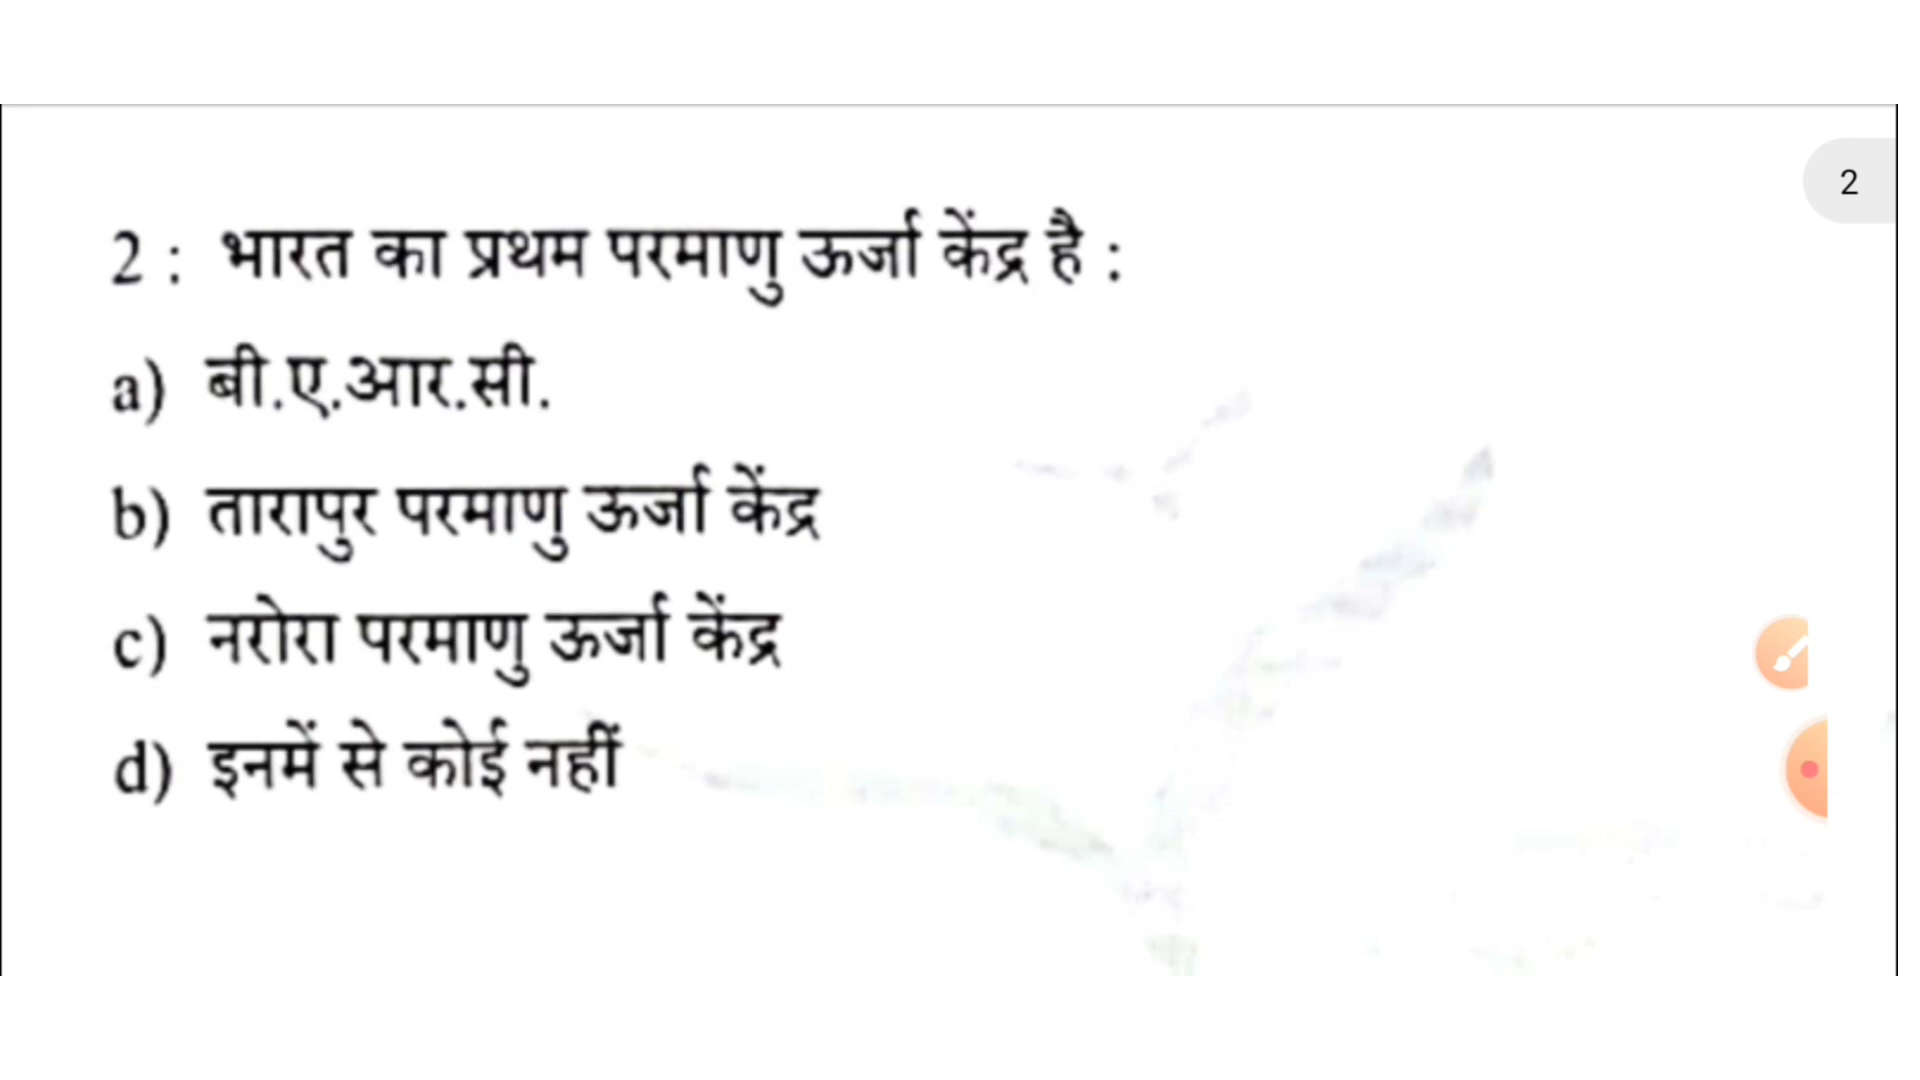 2
2 : भारत का प्रथम परमाणु ऊर्जा केंद्र है :
a) बी.ए.आर.सी.
b) तारापुर परमाणु ऊर्जा केंद्र
c) नरोरा परमाणु ऊर्जा केंद्र
d) इनमें से कोई नहीं